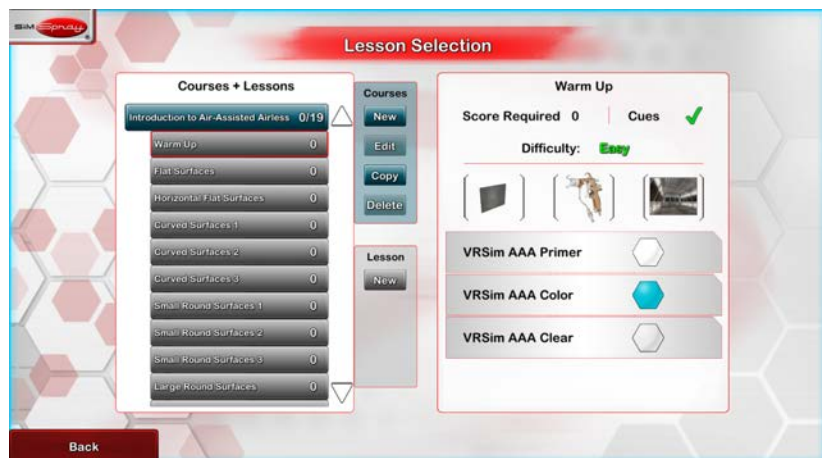 SIM Spray
Lesson Selection
Courses + Lessons
Introduction to Air-Assisted Airless 0/19
Warm Up 0
Flat Surfaces 0
Horizontal Flat Surfaces 0
Curved Surfaces 1 0
Curved Surfaces 2 0
Curved Surfaces 3 0
Small Round Surfaces 1 0
Small Round Surfaces 2 0
Small Round Surfaces 3 0
Large Round Surfaces 0
Courses
New
Edit
Copy
Delete
Lesson
New
Warm Up
Score Required 0 Cues
Difficulty: Easy
VRSim AAA Primer
VRSim AAA Color
VRSim AAA Clear
Back